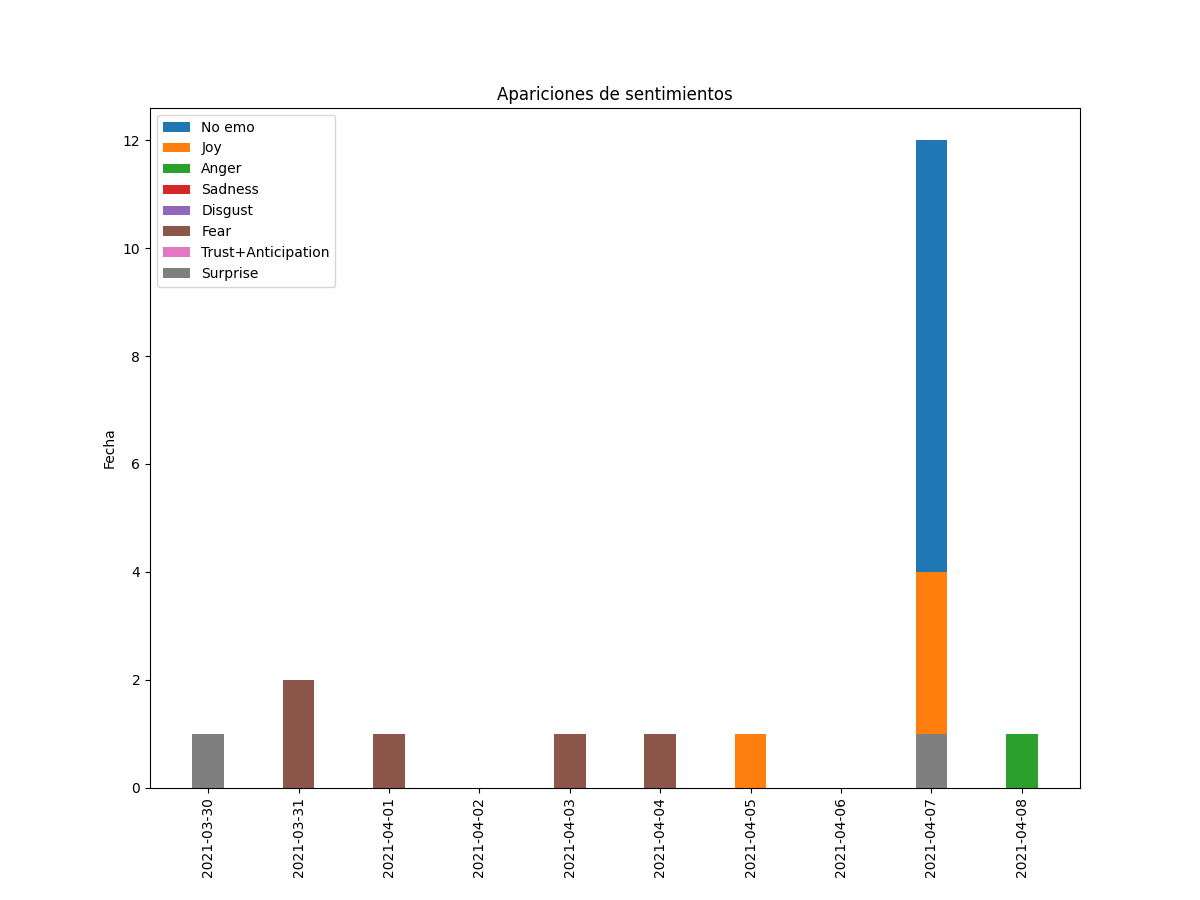 Apariciones de sentimientos
No emo
Joy
Anger
Sadness
Disgust
Fear
Trust+Anticipation
Surprise
12
10
8
6
4
2
0
Fecha
2021-03-30
2021-03-31
2021-04-01
2021-04-02
2021-04-03
2021-04-04
2021-04-05
2021-04-06
2021-04-07
2021-04-08